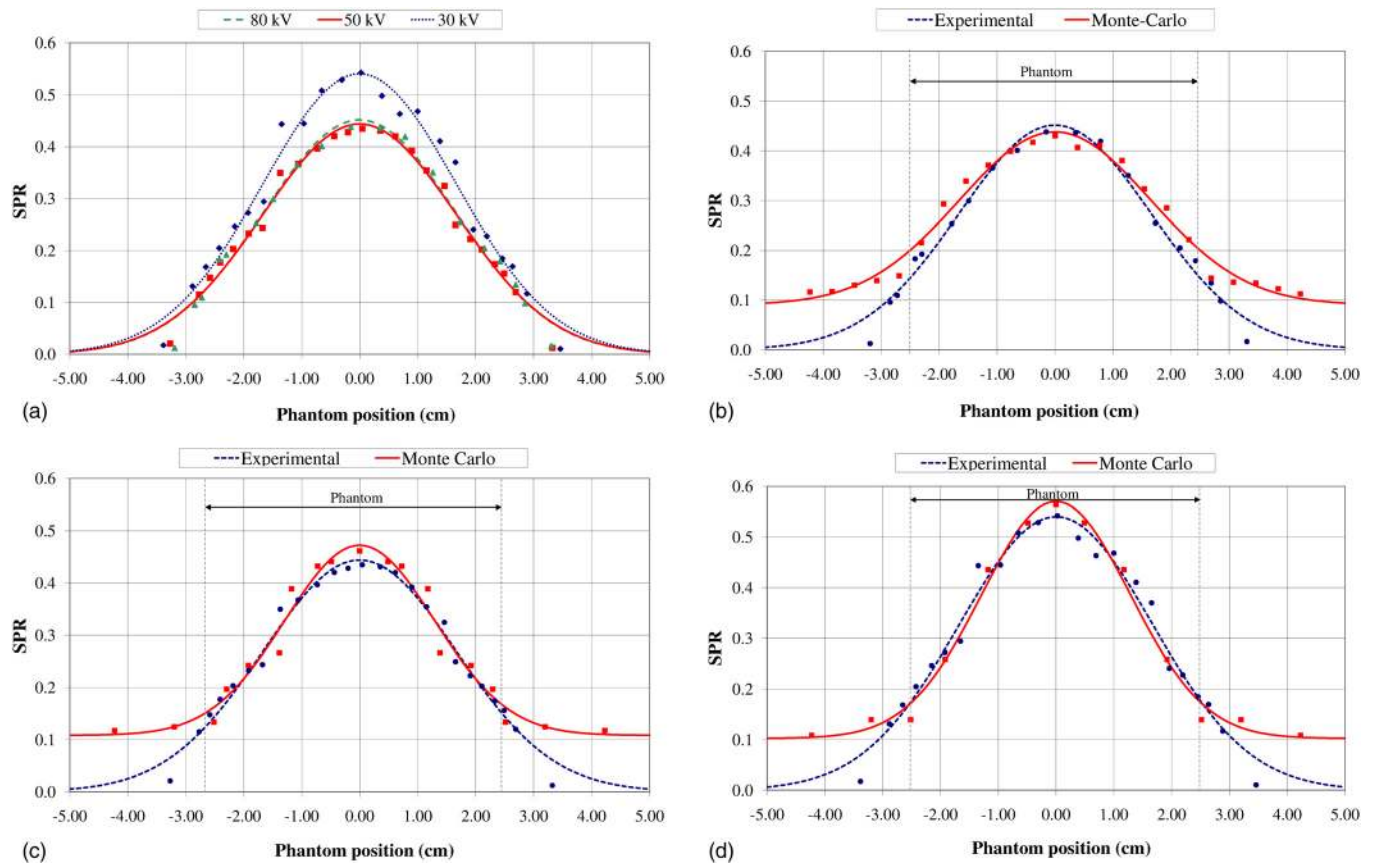 80 kV 50 kV 30 kV
0.6
0.5
0.4
0.3
0.2
0.1
0.0
SPR
-5.00 -4.00 -3.00 -2.00 -1.00 0.00 1.00 2.00 3.00 4.00 5.00
Phantom position (cm)
(a)
Experimental Monte-Carlo
Phantom
0.6
0.5
0.4
0.3
0.2
0.1
0.0
SPR
-5.00 -4.00 -3.00 -2.00 -1.00 0.00 1.00 2.00 3.00 4.00 5.00
Phantom position (cm)
(b)
Experimental Monte Carlo
Phantom
0.6
0.5
0.4
0.3
0.2
0.1
0.0
SPR
-5.00 -4.00 -3.00 -2.00 -1.00 0.00 1.00 2.00 3.00 4.00 5.00
Phantom position (cm)
(c)
Experimental Monte Carlo
Phantom
0.6
0.5
0.4
0.3
0.2
0.1
0.0
SPR
-5.00 -4.00 -3.00 -2.00 -1.00 0.00 1.00 2.00 3.00 4.00 5.00
Phantom position (cm)
(d)